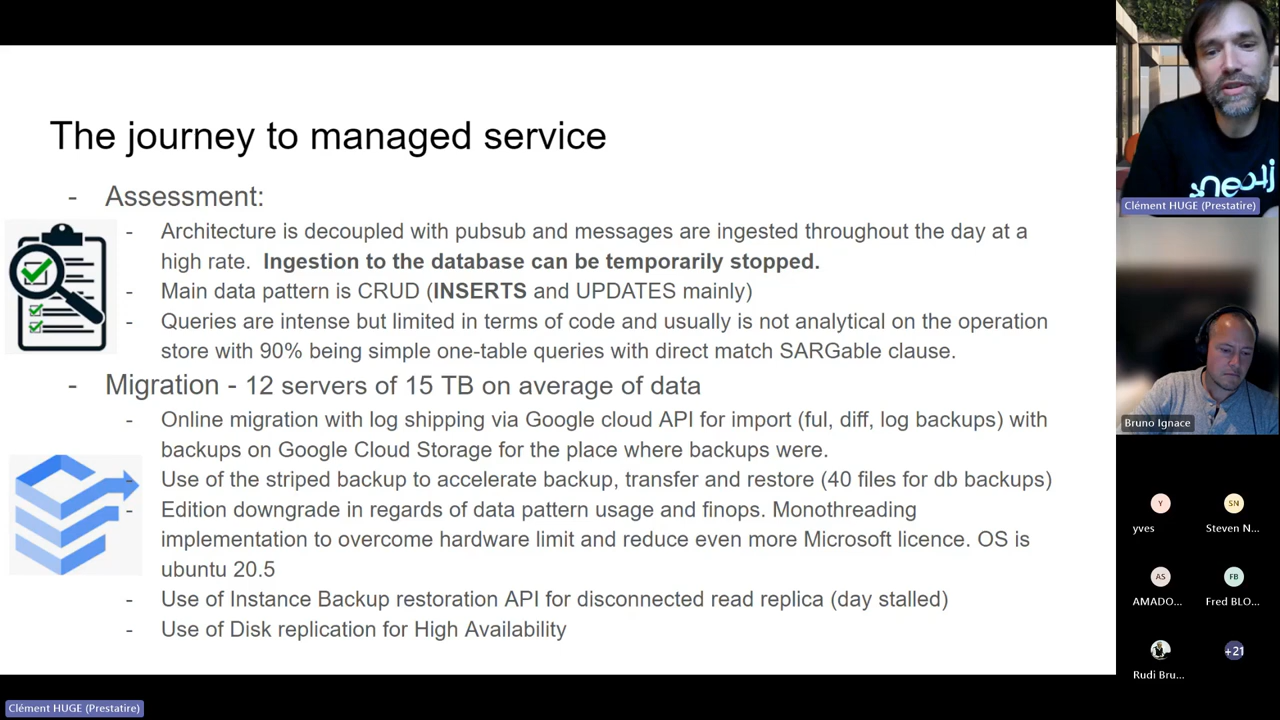 The journey to managed service
- Assessment:
- Architecture is decoupled with pubsub and messages are ingested throughout the day at a
high rate. Ingestion to the database can be temporarily stopped.
- Main data pattern is CRUD (INSERTS and UPDATES mainly)
- Queries are intense but limited in terms of code and usually is not analytical on the operation
store with 90% being simple one-table queries with direct match SARGable clause.
- Migration - 12 servers of 15 TB on average of data
- Online migration with log shipping via Google cloud API for import (ful, diff, log backups) with
backups on Google Cloud Storage for the place where backups were.
- Use of the striped backup to accelerate backup, transfer and restore (40 files for db backups)
- Edition downgrade in regards of data pattern usage and finops. Monothreading
implementation to overcome hardware limit and reduce even more Microsoft licence. OS is
ubuntu 20.5
- Use of Instance Backup restoration API for disconnected read replica (day stalled)
- Use of Disk replication for High Availability
Clément HUGE (Prestatire)
Clément HUGE (Prestatire)
Bruno Ignace
Y
SN
yves
Steven N...
AS
FB
AMADO...
Fred BLO...
Rudi Bru...
+21